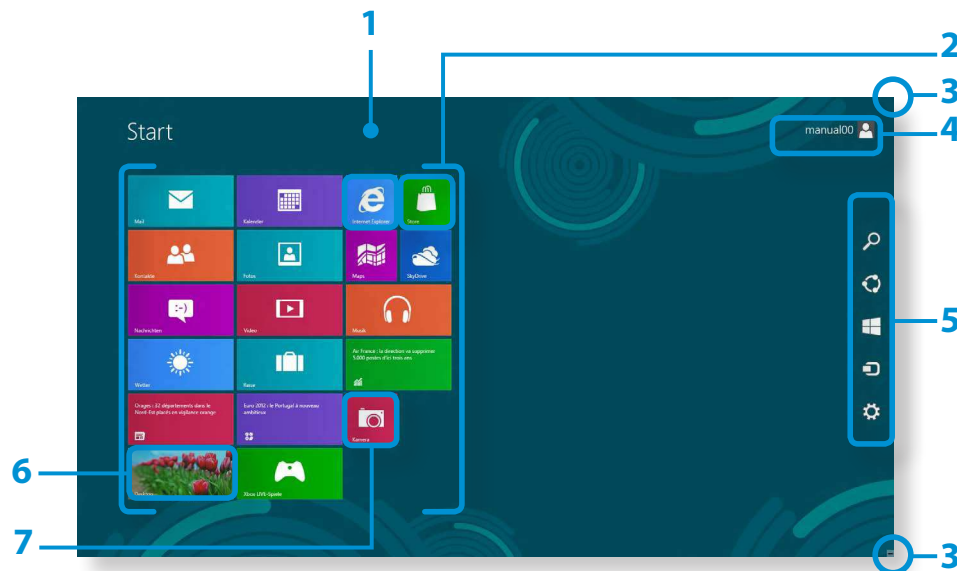 1
2
3
Start
manual00
4
Mail
Kalender
Internet Explorer
Store
Kontakte
Fotos
Maps
SkyDrive
5
Nachrichten
Video
Musik
Air France : la direction va supprimer
5.000 postes d'ici trois ans
Wetter
Reise
Orages : 32 départements dans le
Nord-Est placés en vigilance orange
Euro 2012 : le Portugal à nouveau
ambitieux
Kamera
6
Desktop
Xbox LIVE-Spiele
7
3